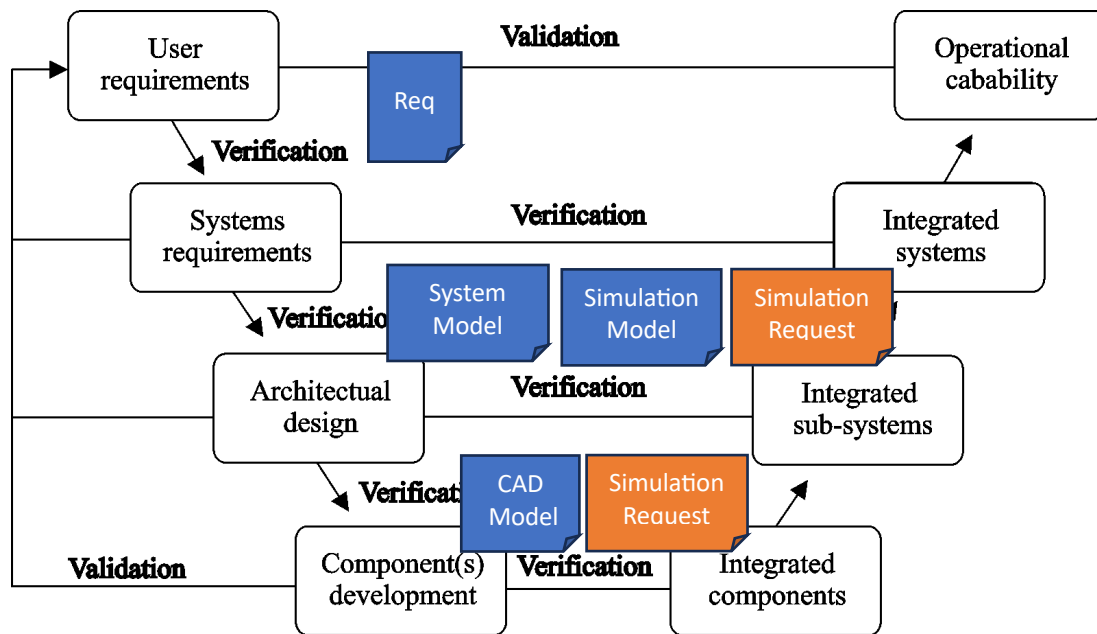 User
requirements
Validation
Operational
cabability
Req
Verification
Systems
requirements
Verification
Integrated
systems
System
Model
Simulation
Model
Simulation
Request
Verification
Architectual
design
Verification
Integrated
sub-systems
CAD
Model
Simulation
Request
Verificati
Validation
Component(s)
development
Verification
Integrated
components